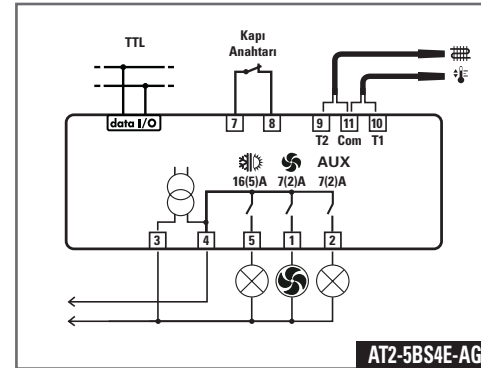 TTL
Kapı
Anahtarı
data I/O
7 8 9 11 10
T2 Com T1
AUX
16(5)A 7(2)A 7(2)A
3 4 5 1 2
AT2-5BS4E-AG